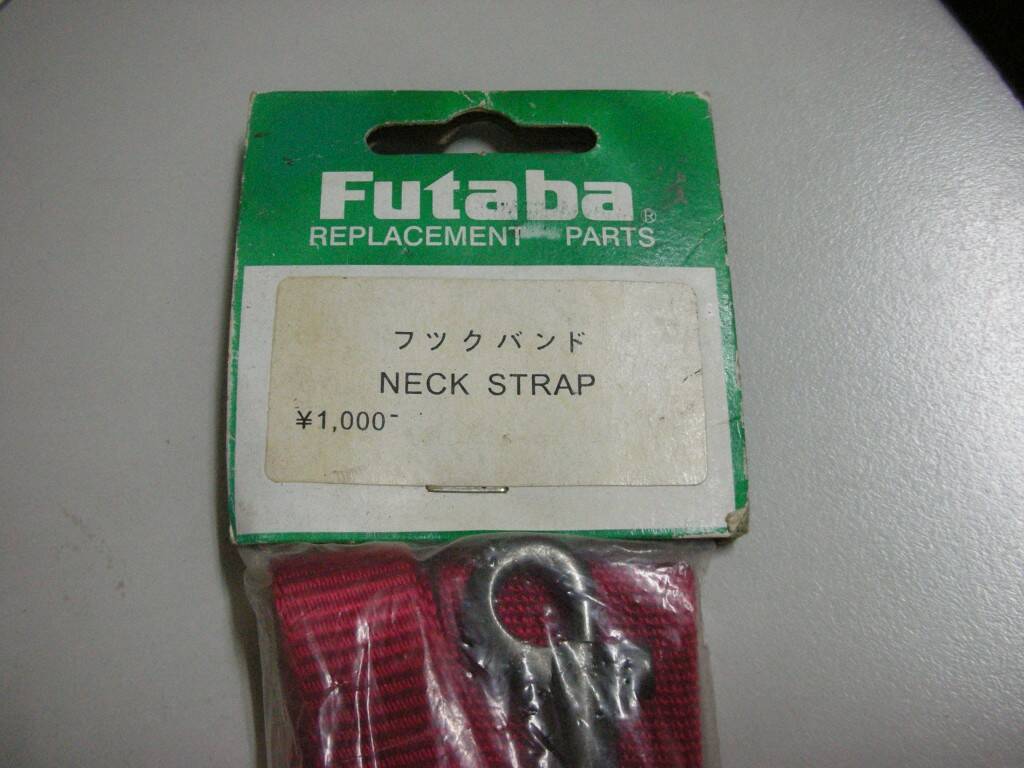 Futaba®
REPLACEMENT PARTS
フツクバンド
NECK STRAP
¥1,000-